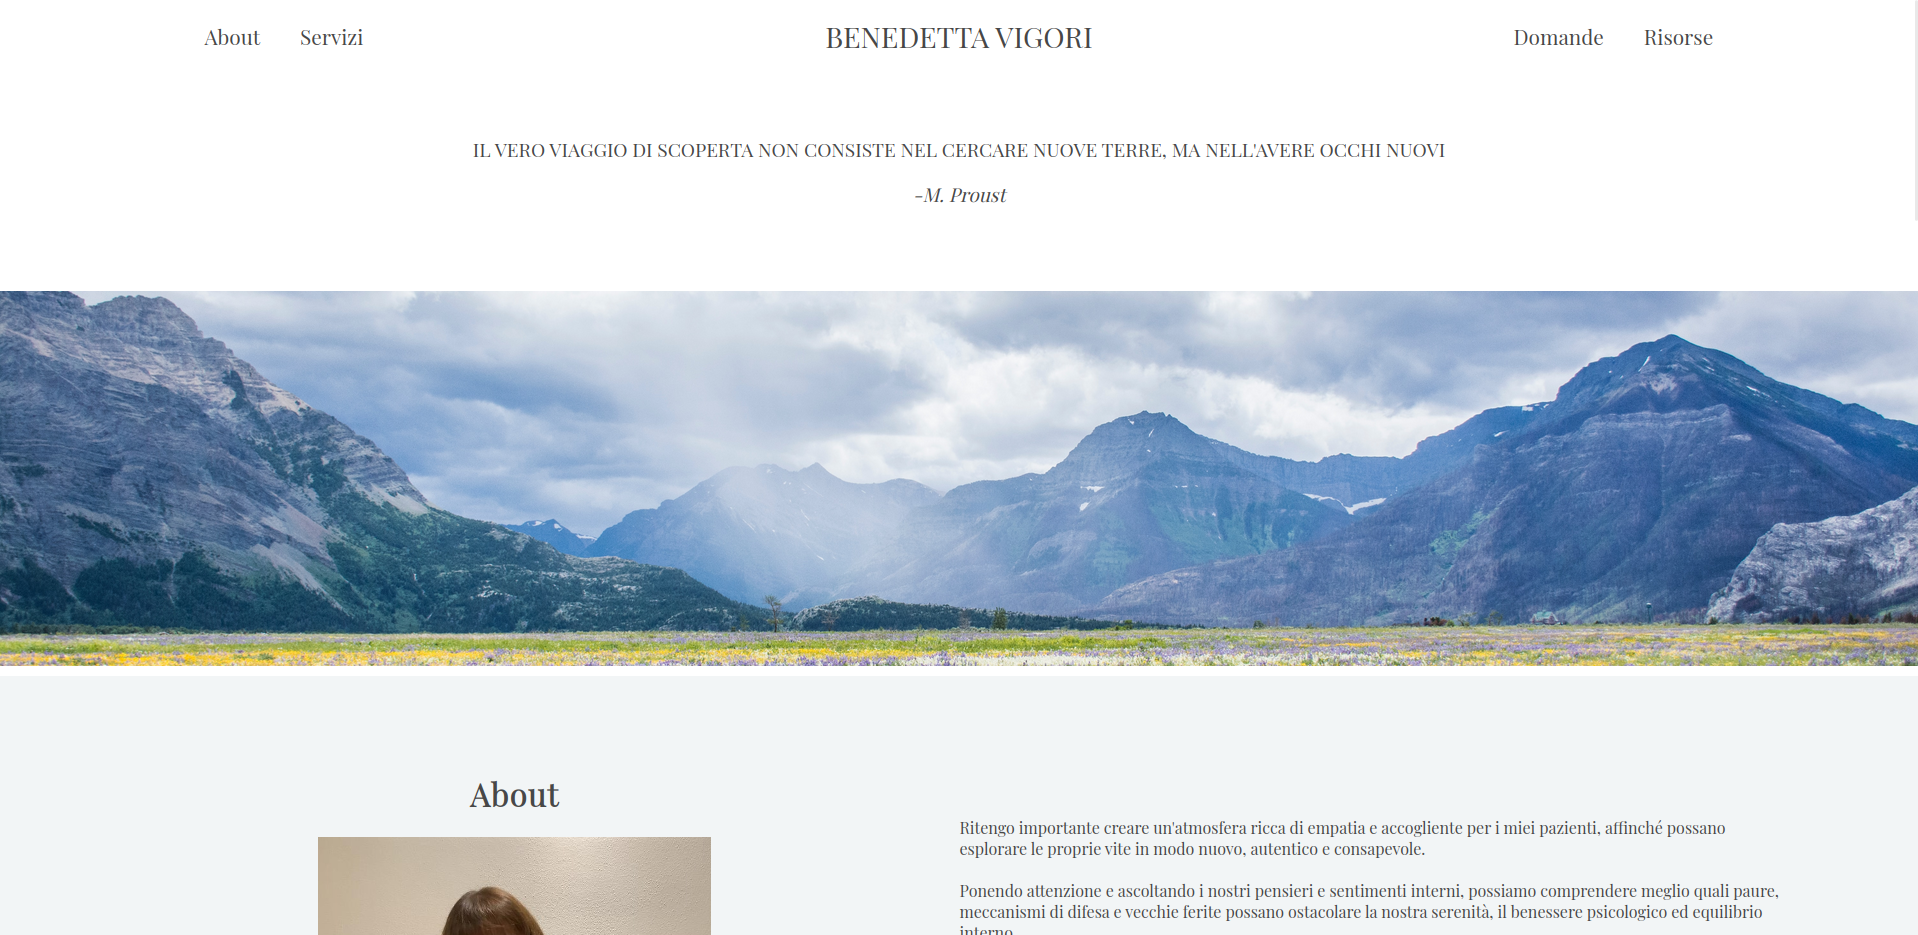 About Servizi BENEDETTA VIGORI Domande Risorse
IL VERO VIAGGIO DI SCOPERTA NON CONSISTE NEL CERCARE NUOVE TERRE, MA NELL'AVERE OCCHI NUOVI
-M. Proust
About
Ritengo importante creare un'atmosfera ricca di empatia e accogliente per i miei pazienti, affinché possano
esplorare le proprie vite in modo nuovo, autentico e consapevole.
Ponendo attenzione e ascoltando i nostri pensieri e sentimenti interni, possiamo comprendere meglio quali paure,
meccanismi di difesa e vecchie ferite possano ostacolare la nostra serenità, il benessere psicologico ed equilibrio
interno.